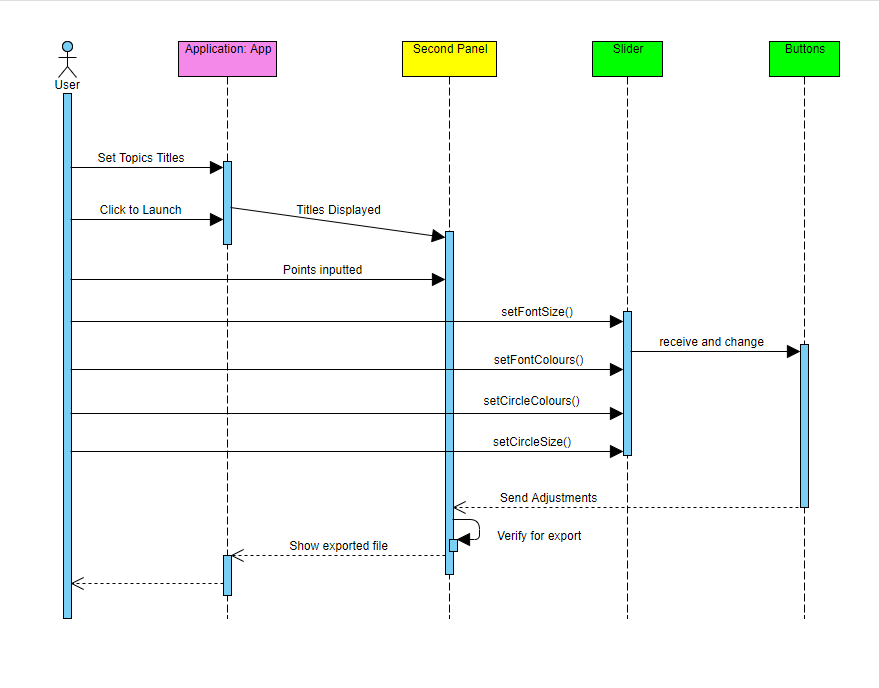 Application: App
Second Panel
Slider
Buttons
User
Set Topics Titles
Click to Launch
Titles Displayed
Points inputted
setFontSize()
receive and change
setFontColours()
setCircleColours()
setCircleSize()
Send Adjustments
Verify for export
Show exported file